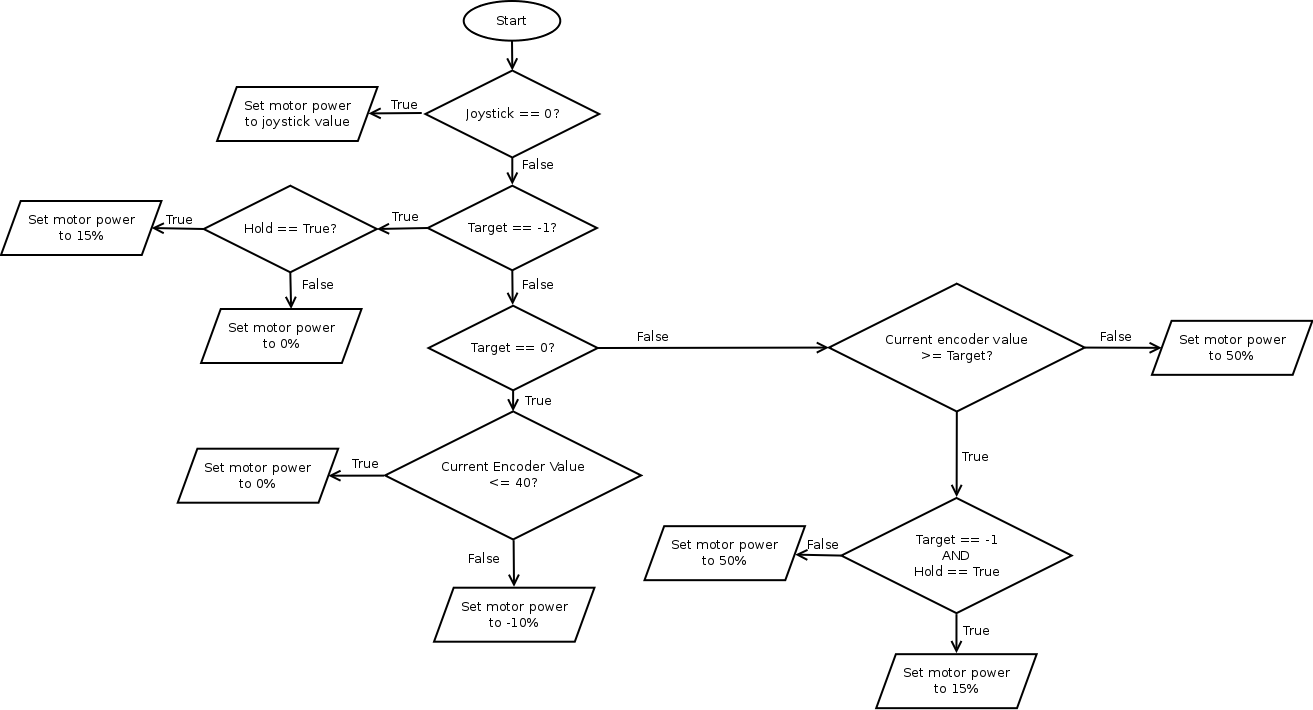 Start
Joystick == 0?
True
Set motor power
to joystick value
False
Target == -1?
True
Hold == True?
True
Set motor power
to 15%
False
Set motor power
to 0%
False
Target == 0?
False
Current encoder value
>= Target?
False
Set motor power
to 50%
True
Current Encoder Value
<= 40?
True
Set motor power
to 0%
False
Set motor power
to -10%
True
Target == -1
AND
Hold == True
False
Set motor power
to 50%
True
Set motor power
to 15%